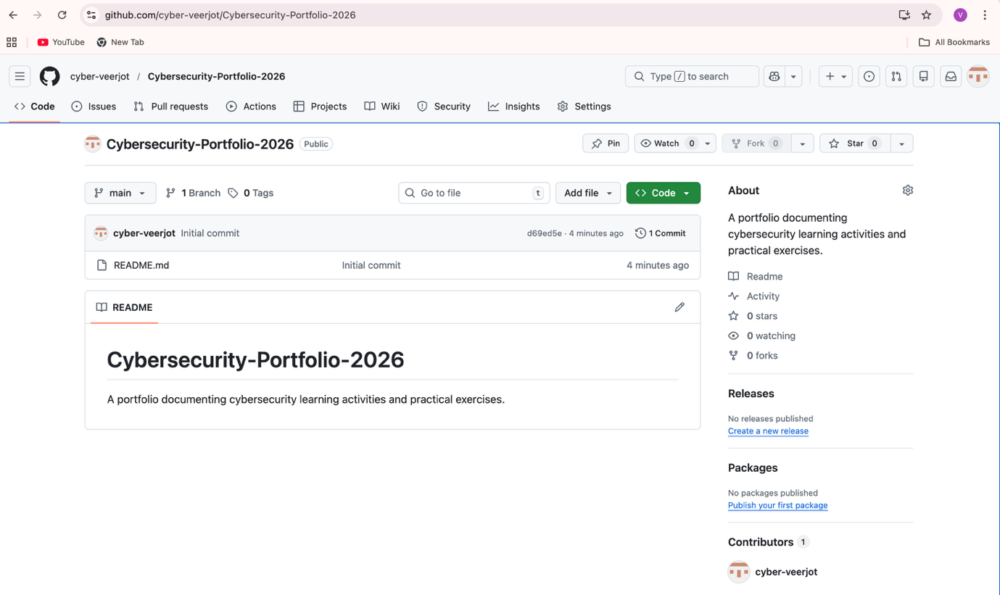 github.com/cyber-veerjot/Cybersecurity-Portfolio-2026 V
YouTube New Tab All Bookmarks
cyber-veerjot / Cybersecurity-Portfolio-2026 Type / to search
Code Issues Pull requests Actions Projects Wiki Security Insights Settings
Cybersecurity-Portfolio-2026 Public Pin Watch 0 Fork 0 Star 0
main 1 Branch 0 Tags Go to file t Add file Code
cyber-veerjot Initial commit d69ed5e · 4 minutes ago 1 Commit
README.md Initial commit 4 minutes ago
README
Cybersecurity-Portfolio-2026
A portfolio documenting cybersecurity learning activities and practical exercises.
About
A portfolio documenting
cybersecurity learning activities and
practical exercises.
Readme
Activity
0 stars
0 watching
0 forks
Releases
No releases published
Create a new release
Packages
No packages published
Publish your first package
Contributors 1
cyber-veerjot